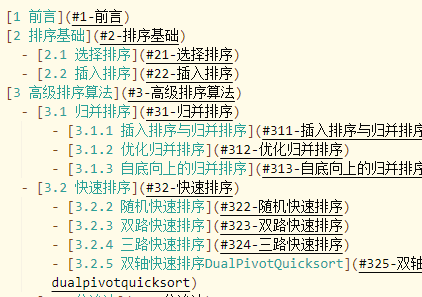 [1 前言](#1-前言)
[2 排序基础](#2-排序基础)
- [2.1 选择排序](#21-选择排序)
- [2.2 插入排序](#22-插入排序)
[3 高级排序算法](#3-高级排序算法)
- [3.1 归并排序](#31-归并排序)
- [3.1.1 插入排序与归并排序](#311-插入排序与归并排序
- [3.1.2 优化归并排序](#312-优化归并排序)
- [3.1.3 自底向上的归并排序](#313-自底向上的归并排序
- [3.2 快速排序](#32-快速排序)
- [3.2.2 随机快速排序](#322-随机快速排序)
- [3.2.3 双路快速排序](#323-双路快速排序)
- [3.2.4 三路快速排序](#324-三路快速排序)
- [3.2.5 双轴快速排序DualPivotQuicksort](#325-双轴
dualpivotquicksort)